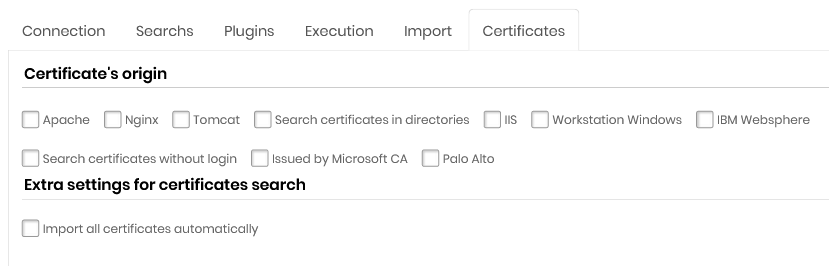 Connection Searchs Plugins Execution Import Certificates
Certificate's origin
Apache Nginx Tomcat Search certificates in directories IIS Workstation Windows IBM Websphere
Search certificates without login Issued by Microsoft CA Palo Alto
Extra settings for certificates search
Import all certificates automatically